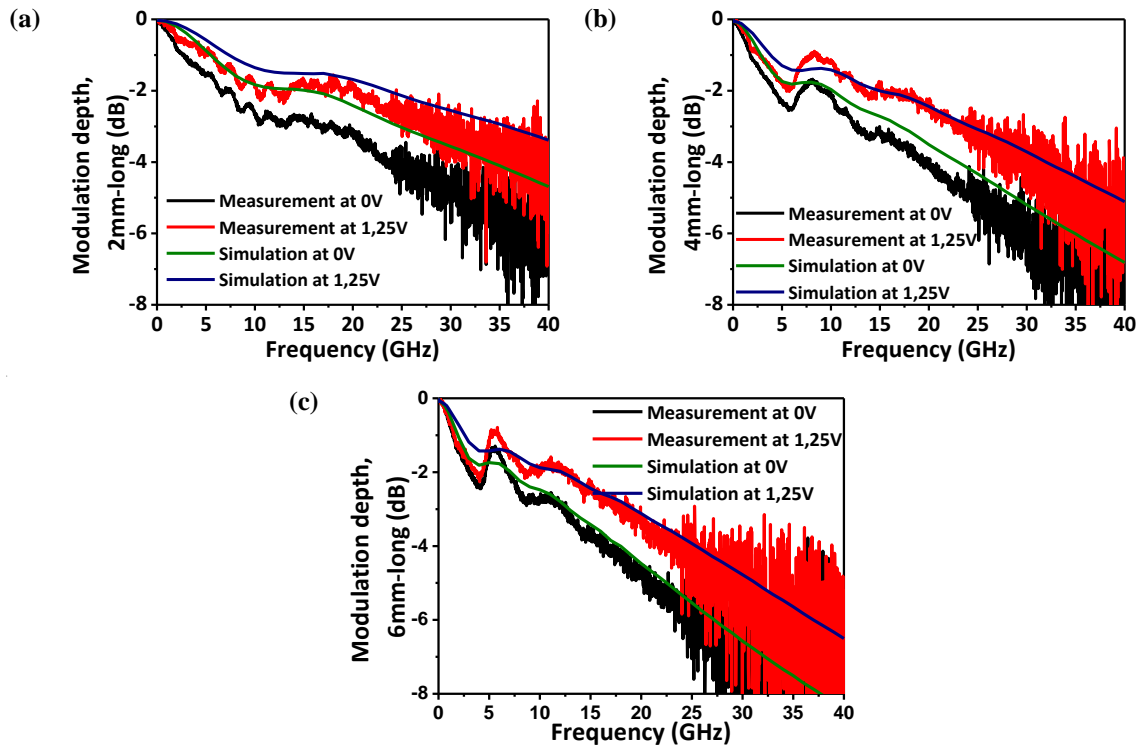 (a)
Modulation depth,
2mm-long (dB)
0
-2
-4
-6
-8
Measurement at 0V
Measurement at 1,25V
Simulation at 0V
Simulation at 1,25V
0 5 10 15 20 25 30 35 40
Frequency (GHz)
(b)
Modulation depth,
4mm-long (dB)
0
-2
-4
-6
-8
Measurement at 0V
Measurement at 1,25V
Simulation at 0V
Simulation at 1,25V
0 5 10 15 20 25 30 35 40
Frequency (GHz)
(c)
Modulation depth,
6mm-long (dB)
0
-2
-4
-6
-8
Measurement at 0V
Measurement at 1,25V
Simulation at 0V
Simulation at 1,25V
0 5 10 15 20 25 30 35 40
Frequency (GHz)